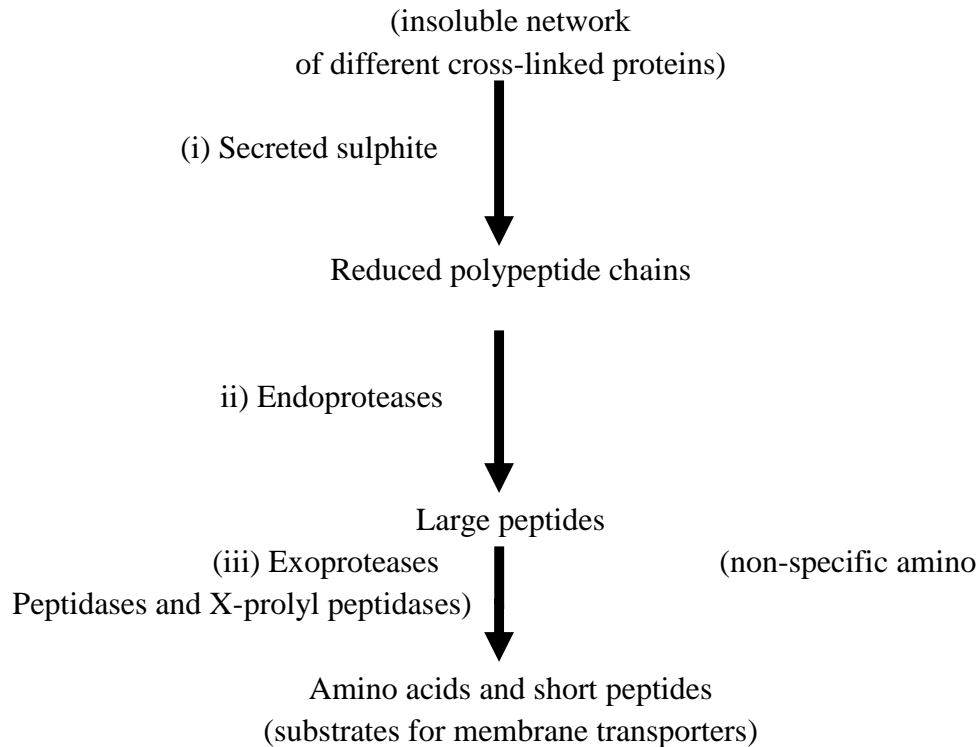 (insoluble network
of different cross-linked proteins)
(i) Secreted sulphite
Reduced polypeptide chains
ii) Endoproteases
Large peptides
(iii) Exoproteases (non-specific amino
Peptidases and X-prolyl peptidases)
Amino acids and short peptides
(substrates for membrane transporters)